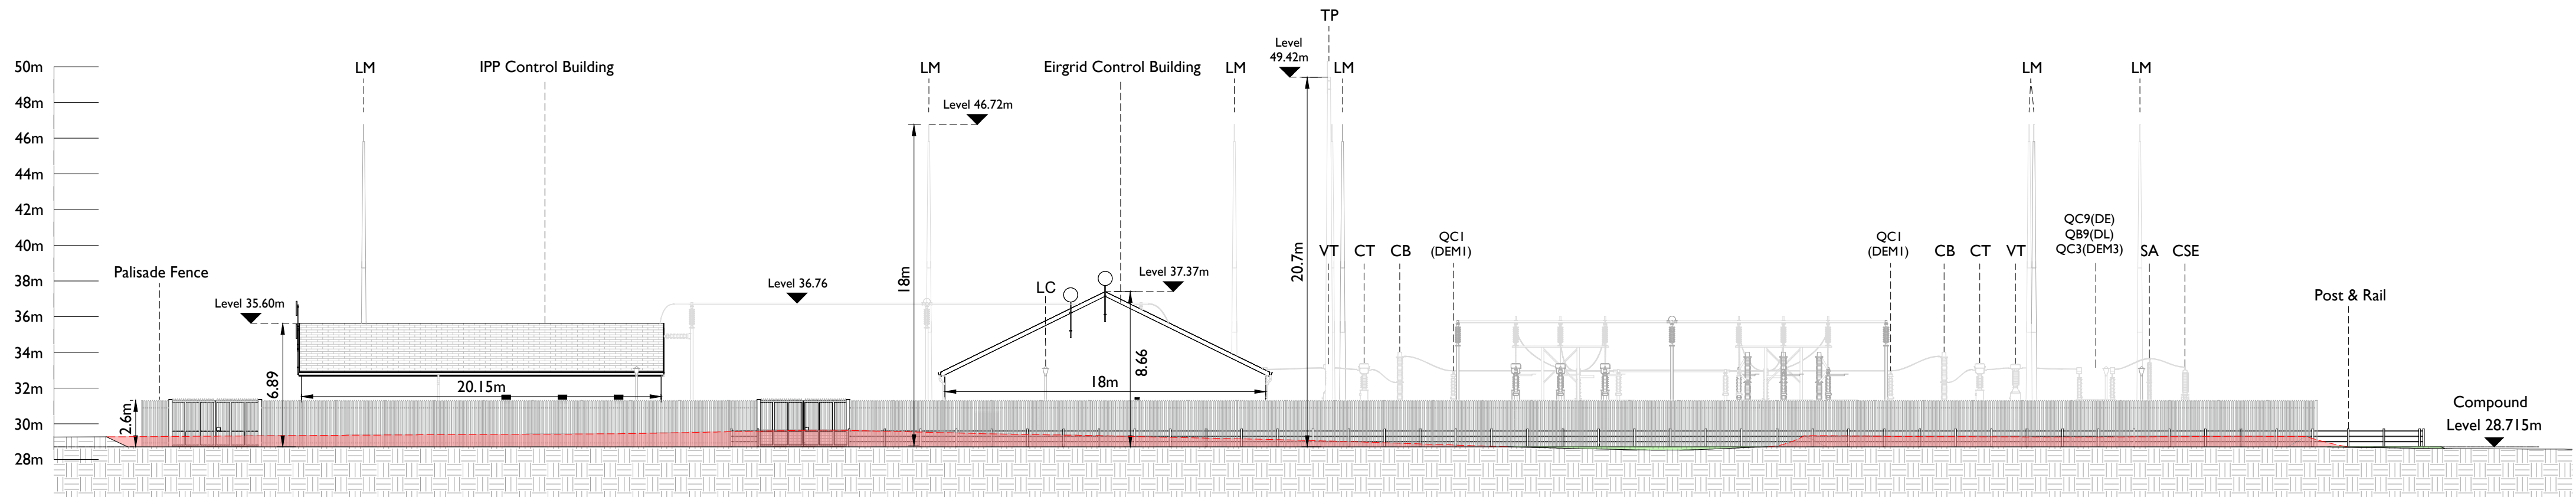 TP
Level
49.42m
50m
LM
IPP Control Building
LM
Eirgrid Control Building
LM
LM
LM
LM
48m
Level 46.72m
46m
44m
42m
QC9(DE)
QB9(DL)
QC3(DEM3)
40m
VT
CT
CB
QC1
(DEM1)
QC1
(DEM1)
CB
CT
VT
SA
CSE
38m
Palisade Fence
Level 35.60m
Level 36.76
18m
LC
Level 37.37m
20.7m
Post & Rail
36m
34m
6.89
8.66
32m
20.15m
18m
30m
2.6m
Compound
Level 28.715m
28m